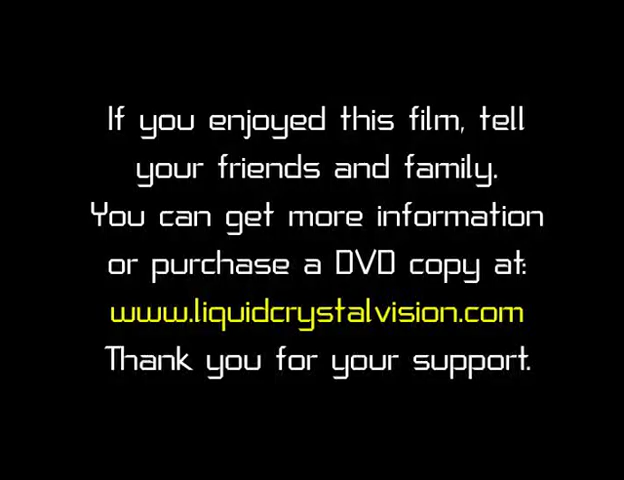 If you enjoyed this film, tell
your friends and family.
You can get more information
or purchase a DVD copy at:
www.liquidcrystalvision.com
Thank you for your support.